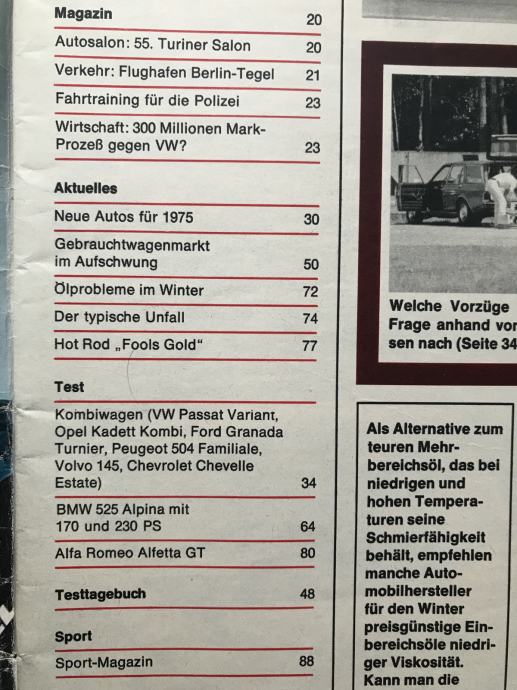 Magazin 20
Autosalon: 55. Turiner Salon 20
Verkehr: Flughafen Berlin-Tegel 21
Fahrtraining für die Polizei 23
Wirtschaft: 300 Millionen Mark-
Prozeß gegen VW? 23
Aktuelles
Neue Autos für 1975 30
Gebrauchtwagenmarkt
im Aufschwung 50
Ölprobleme im Winter 72
Der typische Unfall 74
Hot Rod „Fools Gold“ 77
Test
Kombiwagen (VW Passat Variant,
Opel Kadett Kombi, Ford Granada
Turnier, Peugeot 504 Familiale,
Volvo 145, Chevrolet Chevelle
Estate) 34
BMW 525 Alpina mit
170 und 230 PS 64
Alfa Romeo Alfetta GT 80
Testtagebuch 48
Sport
Sport-Magazin 88
Welche Vorzüge
Frage anhand vor
sen nach (Seite 34
Als Alternative zum
teuren Mehr-
bereichsöl, das bei
niedrigen und
hohen Tempera-
turen seine
Schmierfähigkeit
behält, empfehlen
manche Auto-
mobilhersteller
für den Winter
preisgünstige Ein-
bereichsöle niedri-
ger Viskosität.
Kann man die